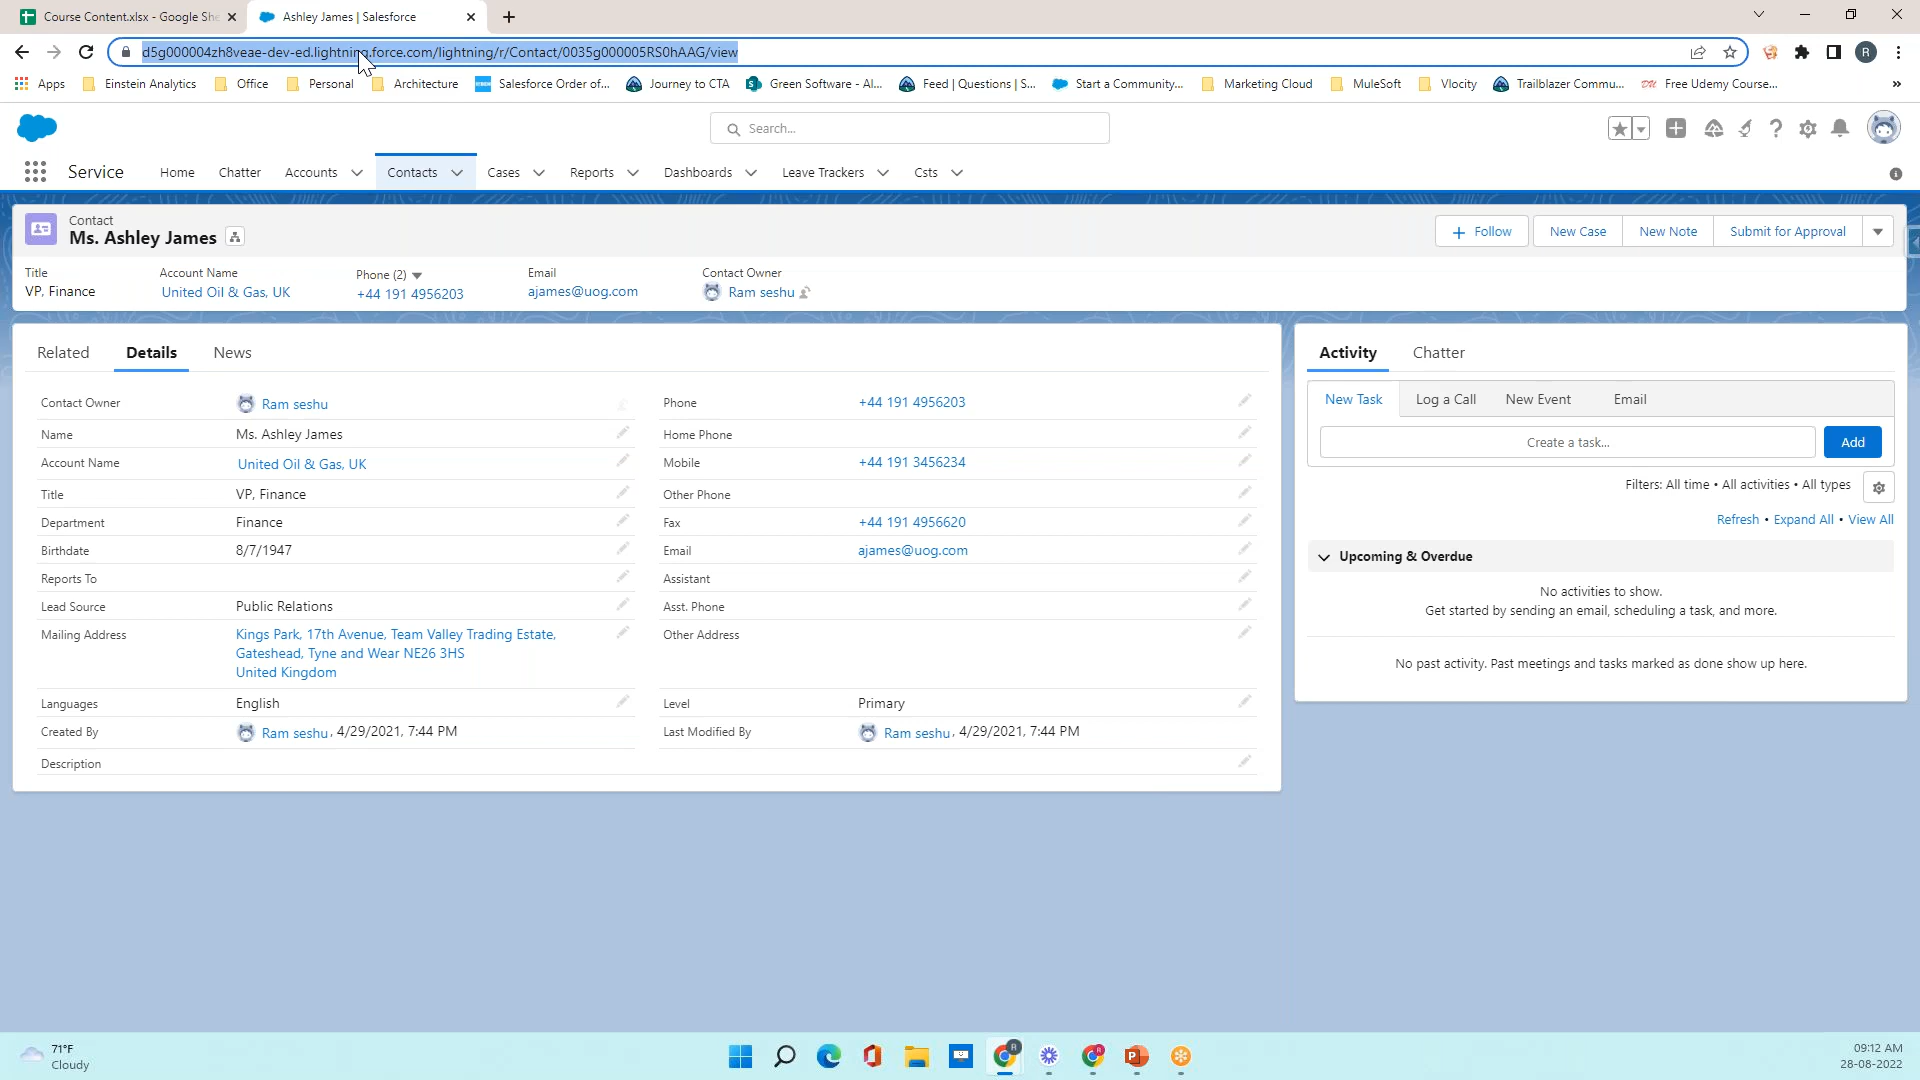 Course Content.xlsx - Google She
Ashley James | Salesforce
d5g000004zh8veae-dev-ed.lightning.force.com/lightning/r/Contact/0035g000005RS0hAAG/view
R
Apps
Einstein Analytics
Office
Personal
Architecture
Salesforce Order of...
Journey to CTA
Green Software - Al...
Feed | Questions | S...
Start a Community...
Marketing Cloud
MuleSoft
Vlocity
Trailblazer Commu...
Free Udemy Course...
»
Search...
Service
Home
Chatter
Accounts
Contacts
Cases
Reports
Dashboards
Leave Trackers
Csts
Contact
Ms. Ashley James
Follow
New Case
New Note
Submit for Approval
Title
Account Name
Phone (2)
Email
Contact Owner
VP, Finance
United Oil & Gas, UK
+44 191 4956203
ajames@uog.com
Ram seshu
Related
Details
News
Contact Owner
Ram seshu
Phone
+44 191 4956203
Name
Ms. Ashley James
Home Phone
Account Name
United Oil & Gas, UK
Mobile
+44 191 3456234
Title
VP, Finance
Other Phone
Department
Finance
Fax
+44 191 4956620
Birthdate
8/7/1947
Email
ajames@uog.com
Reports To
Assistant
Lead Source
Public Relations
Asst. Phone
Mailing Address
Kings Park, 17th Avenue, Team Valley Trading Estate,
Gateshead, Tyne and Wear NE26 3HS
United Kingdom
Other Address
Languages
English
Level
Primary
Created By
Ram seshu, 4/29/2021, 7:44 PM
Last Modified By
Ram seshu, 4/29/2021, 7:44 PM
Description
Activity
Chatter
New Task
Log a Call
New Event
Email
Create a task...
Add
Filters: All time • All activities • All types
Refresh • Expand All • View All
Upcoming & Overdue
No activities to show.
Get started by sending an email, scheduling a task, and more.
No past activity. Past meetings and tasks marked as done show up here.
71°F
Cloudy
09:12 AM
28-08-2022